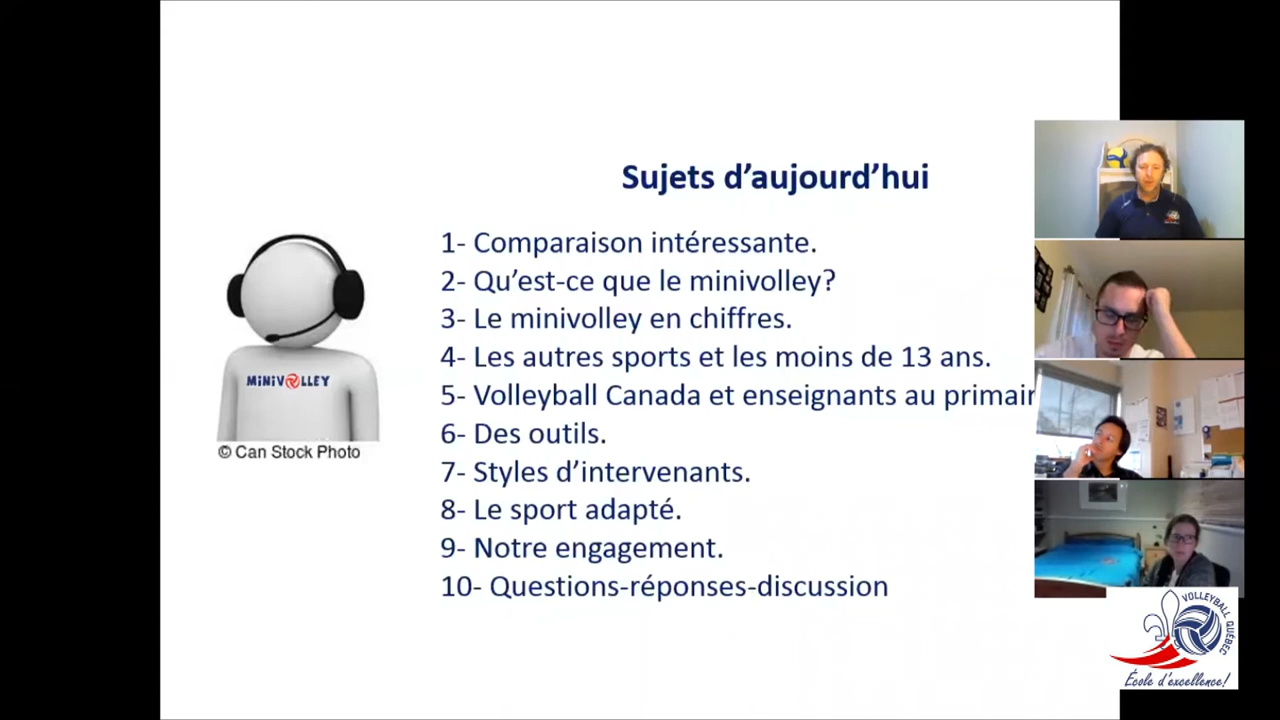 Sujets d’aujourd’hui
1- Comparaison intéressante.
2- Qu’est-ce que le minivolley?
3- Le minivolley en chiffres.
4- Les autres sports et les moins de 13 ans.
5- Volleyball Canada et enseignants au primair
6- Des outils.
7- Styles d’intervenants.
8- Le sport adapté.
9- Notre engagement.
10- Questions-réponses-discussion
MINIVOLLEY
© Can Stock Photo
VOLLEYBALL QUÉBEC
École d’excellence!